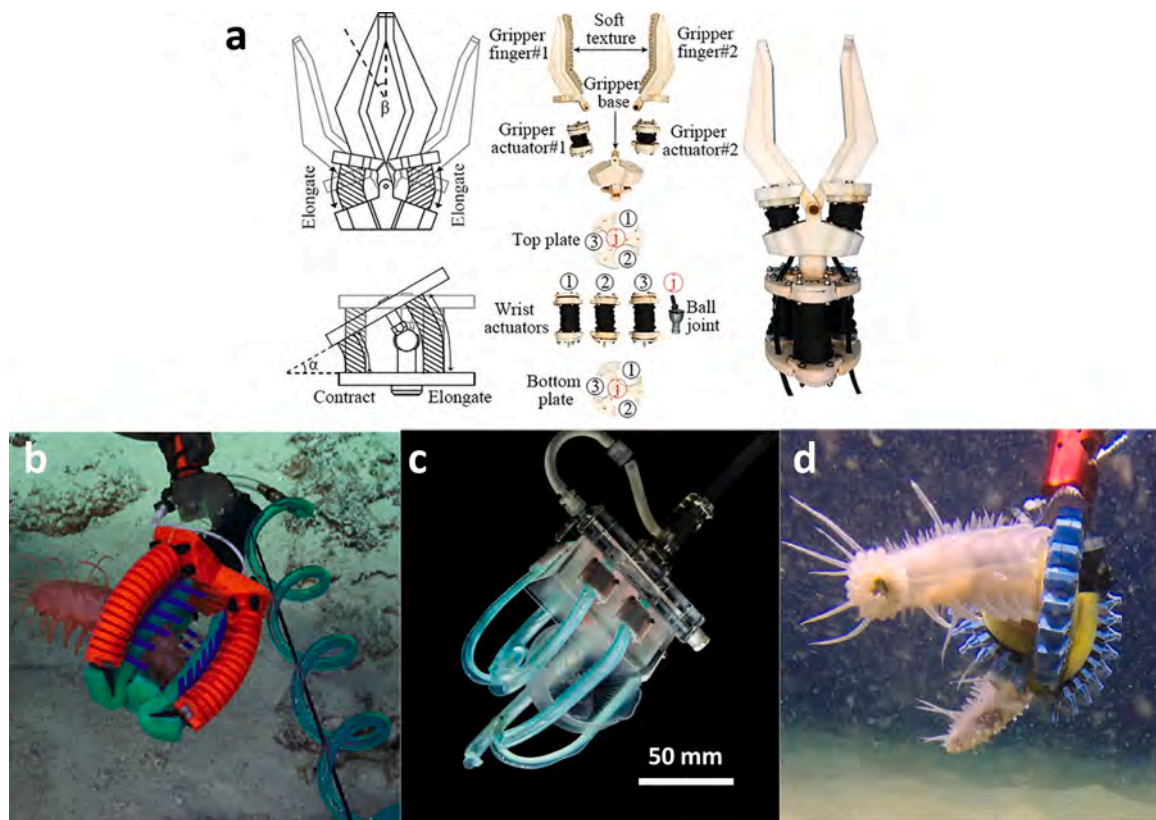 a
β
Elongate
Elongate
Gripper
finger#1
Soft
texture
Gripper
finger#2
Gripper
base
Gripper
actuator#1
Gripper
actuator#2
α
Contract
Elongate
Top plate
1
3
j
2
1
2
3
j
Wrist
actuators
Ball
joint
Bottom
plate
1
3
j
2
b
c
50 mm
d